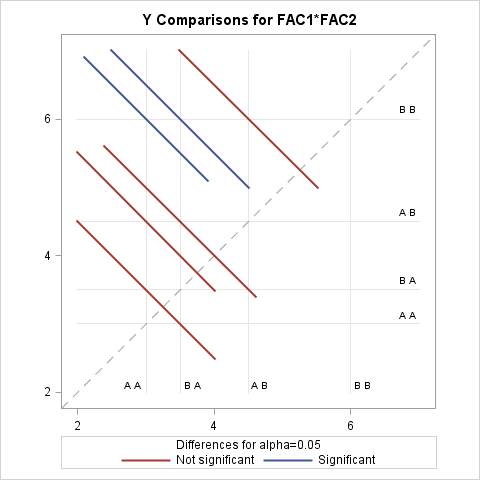 Y Comparisons for FAC1*FAC2
B B
6
A B
4
B A
A A
2
A A B A A B B B
2 4 6
Differences for alpha=0.05
Not significant Significant